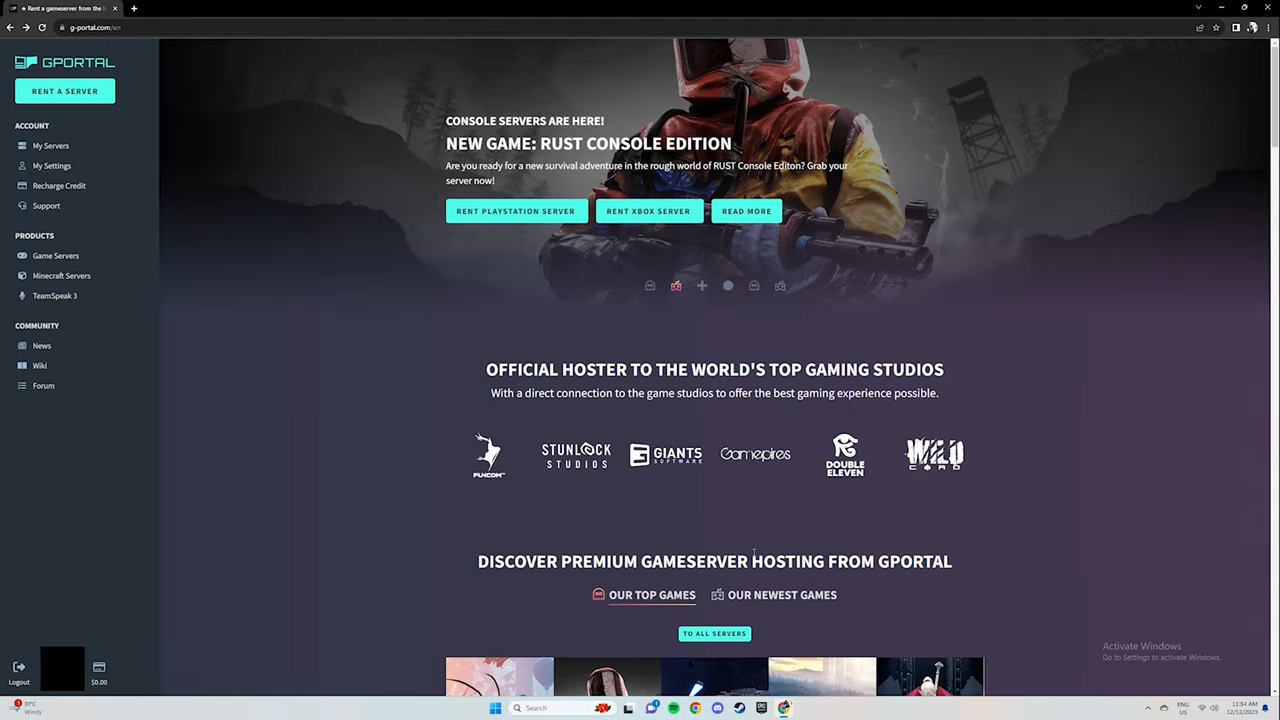 ★ Rent a gameserver from the
g-portal.com/en
GPORTAL
RENT A SERVER
ACCOUNT
My Servers
My Settings
Recharge Credit
Support
PRODUCTS
Game Servers
Minecraft Servers
TeamSpeak 3
COMMUNITY
News
Wiki
Forum
Logout
$0.00
CONSOLE SERVERS ARE HERE!
NEW GAME: RUST CONSOLE EDITION
Are you ready for a new survival adventure in the rough world of RUST Console Editon? Grab your
server now!
RENT PLAYSTATION SERVER
RENT XBOX SERVER
READ MORE
OFFICIAL HOSTER TO THE WORLD'S TOP GAMING STUDIOS
With a direct connection to the game studios to offer the best gaming experience possible.
FUNCOM
STUNLOCK
STUDIOS
GIANTS
SOFTWARE
Gamepires
DOUBLE
ELEVEN
WILD
CARD
DISCOVER PREMIUM GAMESERVER HOSTING FROM GPORTAL
OUR TOP GAMES
OUR NEWEST GAMES
TO ALL SERVERS
Activate Windows
Go to Settings to activate Windows.
31°C
Windy
Search
ENG
US
11:54 AM
12/12/2023